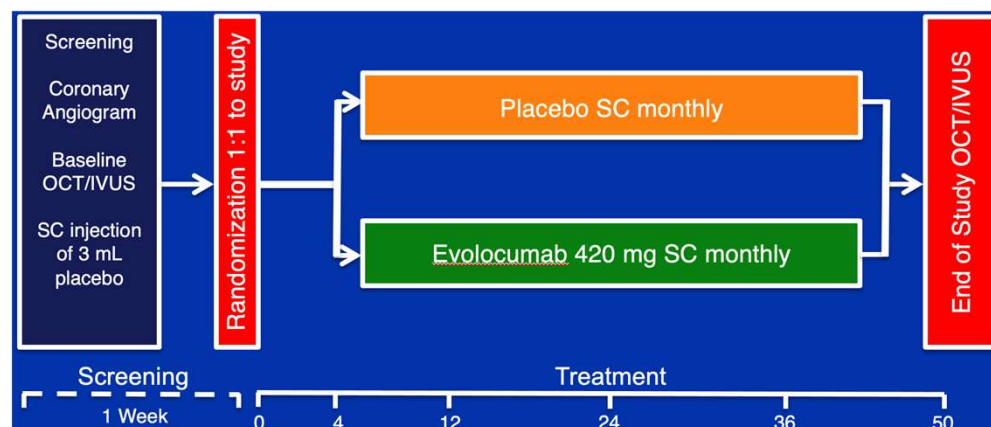 Screening
Coronary
Angiogram
Baseline
OCT/IVUS
SC injection
of 3 mL
placebo
Randomization 1:1 to study
Placebo SC monthly
Evolocumab 420 mg SC monthly
End of Study OCT/IVUS
Screening
1 Week
Treatment
0 4 12 24 36 50